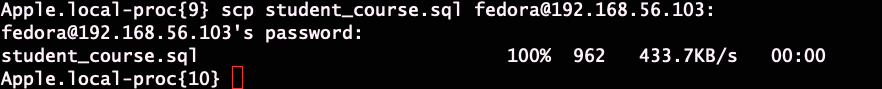 Apple.local-proc{9} scp student_course.sql fedora@192.168.56.103:
fedora@192.168.56.103's password:
student_course.sql 100% 962 433.7KB/s 00:00
Apple.local-proc{10}